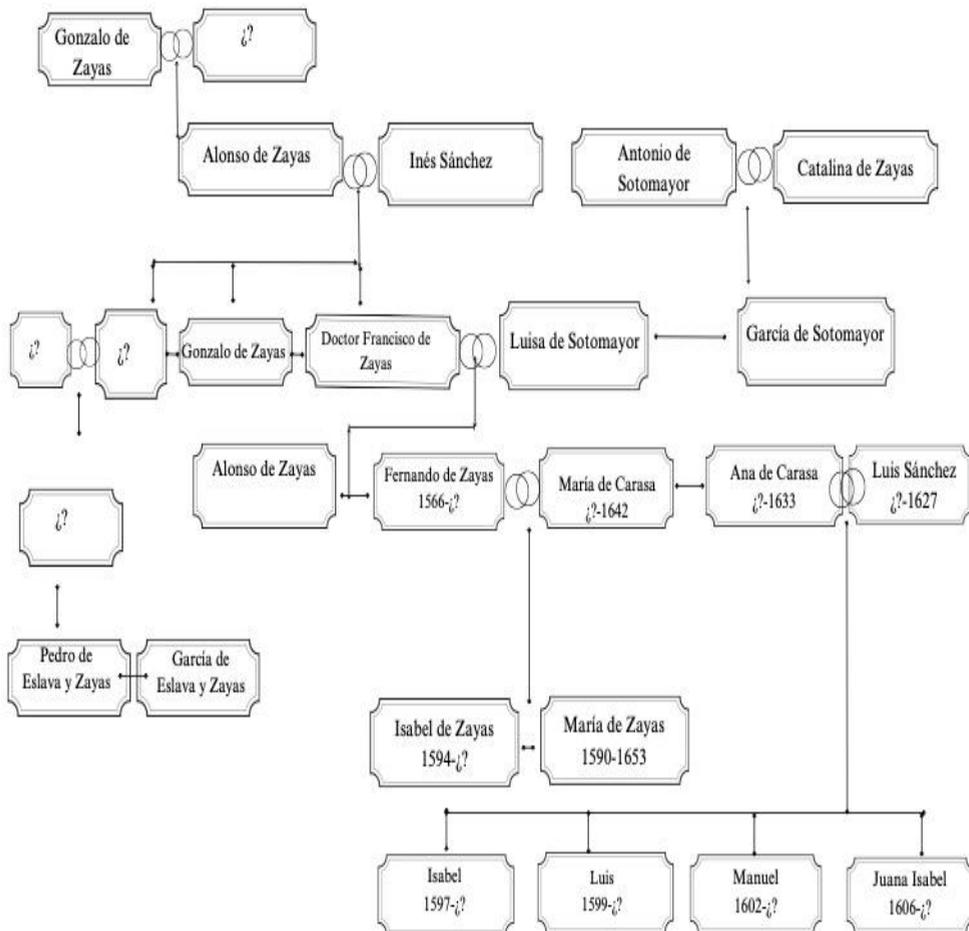 Gonzalo de
Zayas
¿?
Alonso de Zayas
Inés Sánchez
Antonio de
Sotomayor
Catalina de Zayas
¿?
¿?
Gonzalo de Zayas
Doctor Francisco de
Zayas
Luisa de Sotomayor
García de Sotomayor
Alonso de Zayas
Fernando de Zayas
1566-¿?
María de Carasa
¿?-1642
Ana de Carasa
¿?-1633
Luis Sánchez
¿?-1627
¿?
Pedro de
Eslava y Zayas
García de
Eslava y Zayas
Isabel de Zayas
1594-¿?
María de Zayas
1590-1653
Isabel
1597-¿?
Luis
1599-¿?
Manuel
1602-¿?
Juana Isabel
1606-¿?